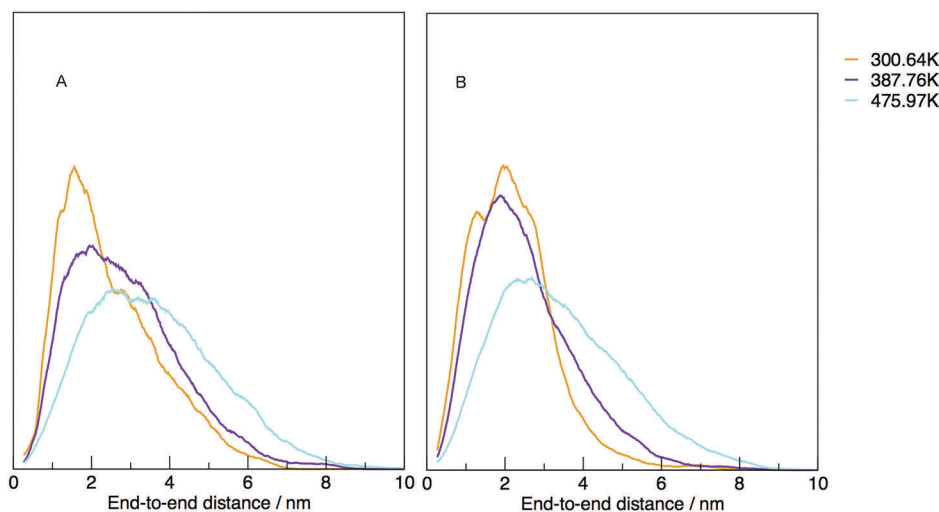 A
B
300.64K
387.76K
475.97K
0 2 4 6 8 10
0 2 4 6 8 10
End-to-end distance / nm
End-to-end distance / nm